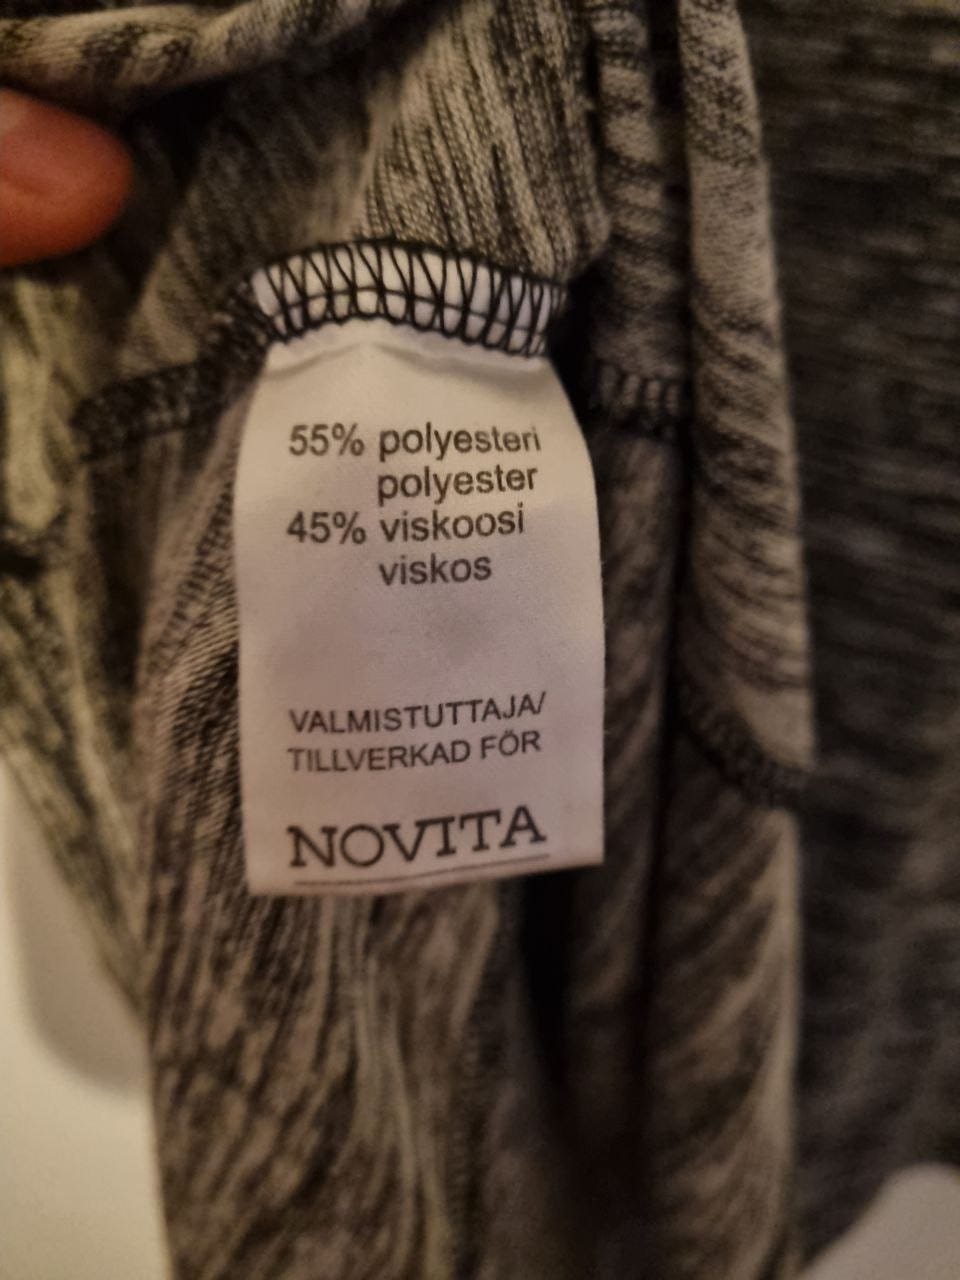 55% polyesteri
polyester
45% viskoosi
viskos
VALMISTUTTAJA/
TILLVERKAD FÖR
NOVITA